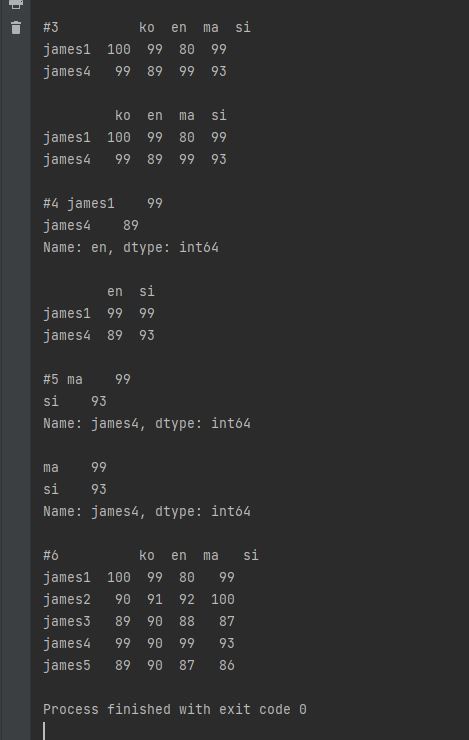 #3          ko  en  ma  si
james1  100  99  80  99
james4   99  89  99  93
         ko  en  ma  si
james1  100  99  80  99
james4   99  89  99  93
#4 james1    99
james4    89
Name: en, dtype: int64
        en  si
james1  99  99
james4  89  93
#5 ma    99
si    93
Name: james4, dtype: int64
ma    99
si    93
Name: james4, dtype: int64
#6          ko  en  ma   si
james1  100  99  80   99
james2   90  91  92  100
james3   89  90  88   87
james4   99  90  99   93
james5   89  90  87   86
Process finished with exit code 0